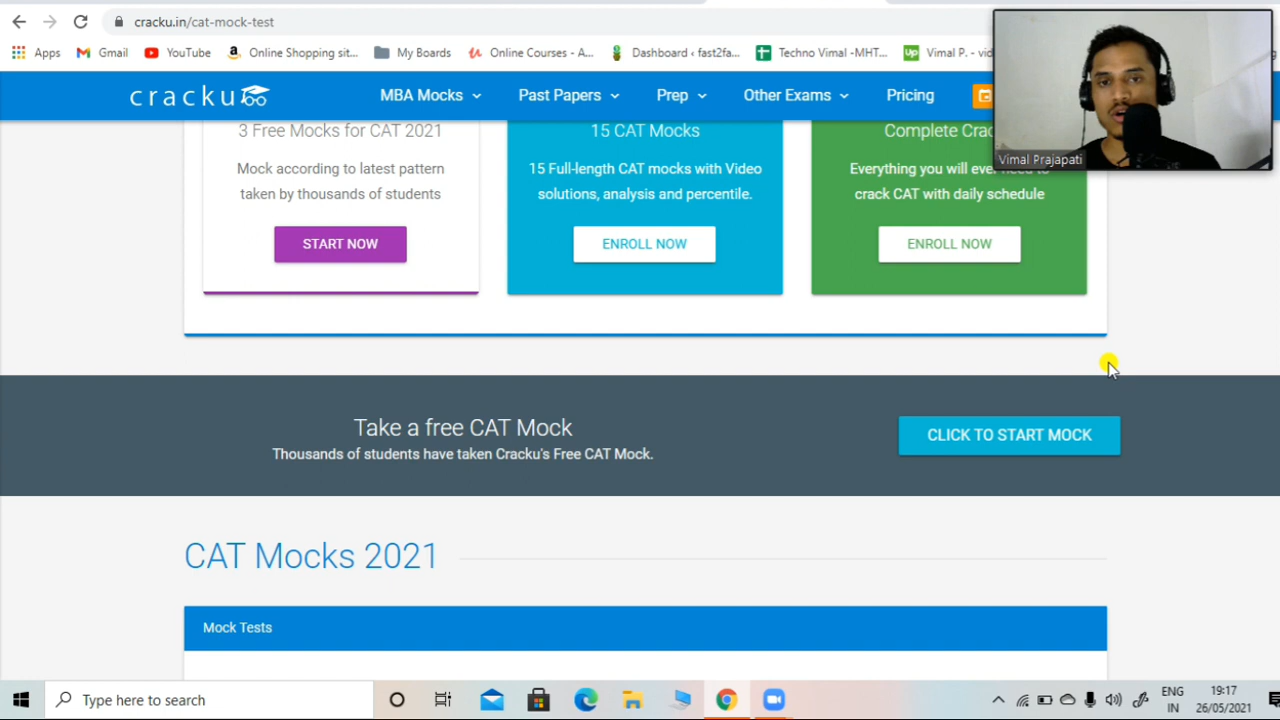 cracku.in/cat-mock-test
Apps
Gmail
YouTube
Online Shopping sit...
My Boards
Online Courses - A...
Dashboard ‹ fast2fa...
Techno Vimal -MHT...
Vimal P. - vid
cracku
MBA Mocks
Past Papers
Prep
Other Exams
Pricing
Vimal Prajapati
3 Free Mocks for CAT 2021
Mock according to latest pattern
taken by thousands of students
START NOW
15 CAT Mocks
15 Full-length CAT mocks with Video
solutions, analysis and percentile.
ENROLL NOW
Complete Crac
Everything you will ever need to
crack CAT with daily schedule
ENROLL NOW
Take a free CAT Mock
Thousands of students have taken Cracku's Free CAT Mock.
CLICK TO START MOCK
CAT Mocks 2021
Mock Tests
Type here to search
ENG
IN
19:17
26/05/2021